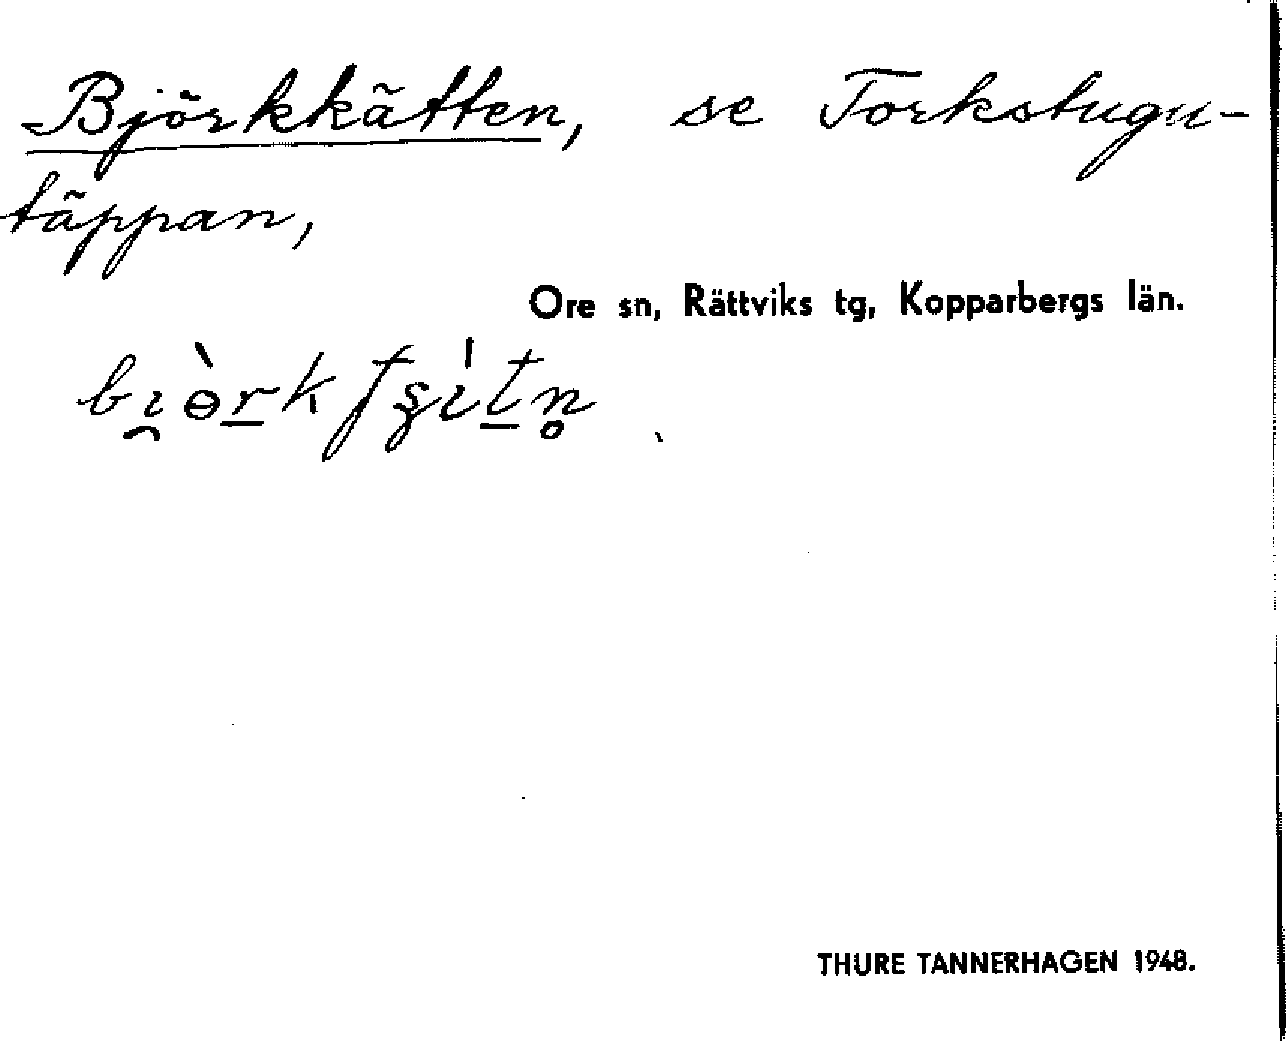 Björkkätten, se Torkstugu-
täppan,
Ore sn, Rättviks tg, Kopparbergs län.
THURE TANNERHAGEN 1948.